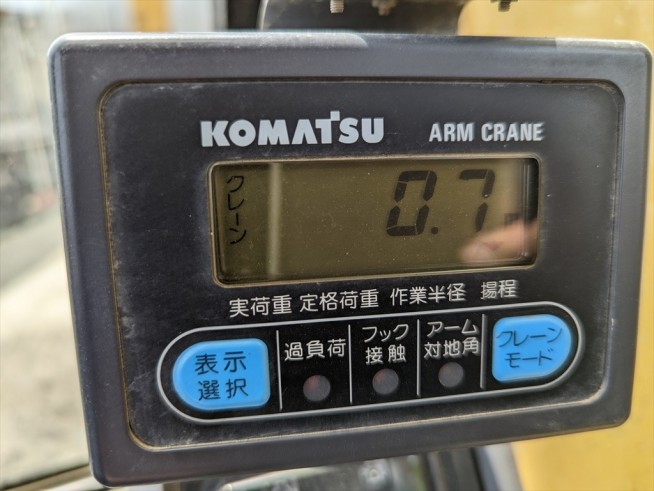 KOMATSU ARM CRANE
クレーン 0.7
実荷重 定格荷重 作業半径 揚程
表示
選択
過負荷
フック
接触
アーム
対地角
クレーン
モード